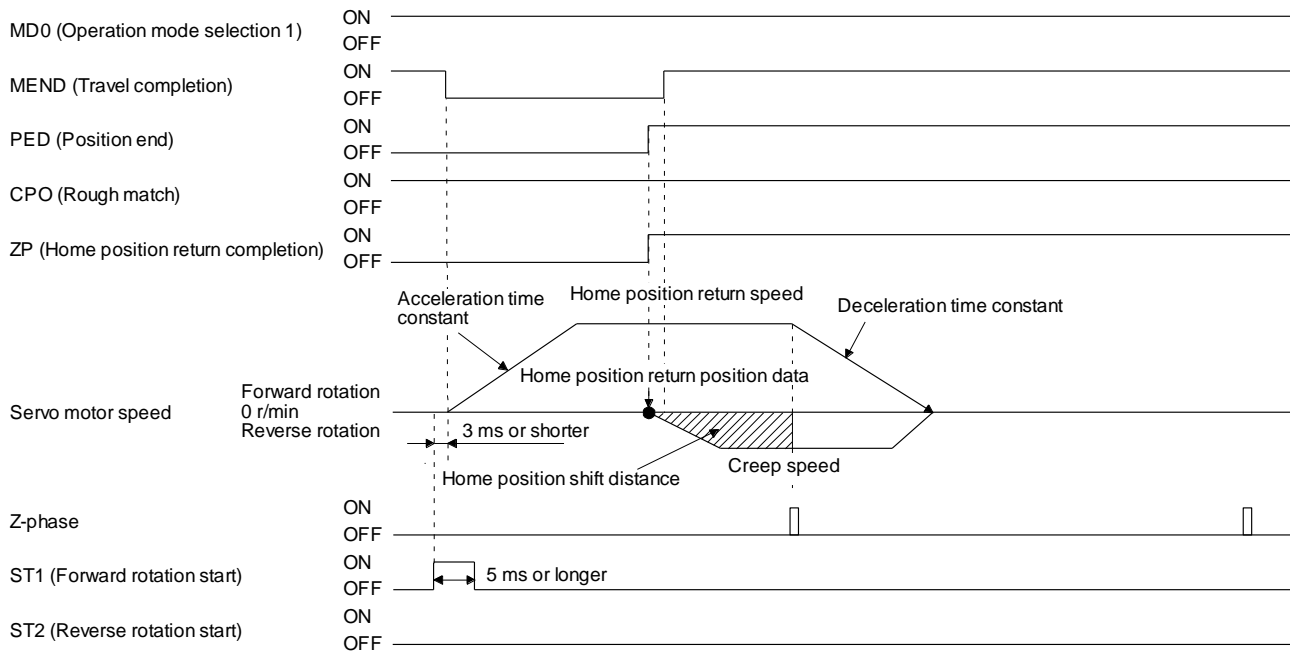 MD0 (Operation mode selection 1)
ON
OFF
MEND (Travel completion)
ON
OFF
PED (Position end)
ON
OFF
CPO (Rough match)
ON
OFF
ZP (Home position return completion)
ON
OFF
Acceleration time
constant
Home position return speed
Deceleration time constant
Home position return position data
Servo motor speed
Forward rotation
0 r/min
Reverse rotation
3 ms or shorter
Creep speed
Home position shift distance
Z-phase
ON
OFF
ST1 (Forward rotation start)
ON
OFF
5 ms or longer
ST2 (Reverse rotation start)
ON
OFF